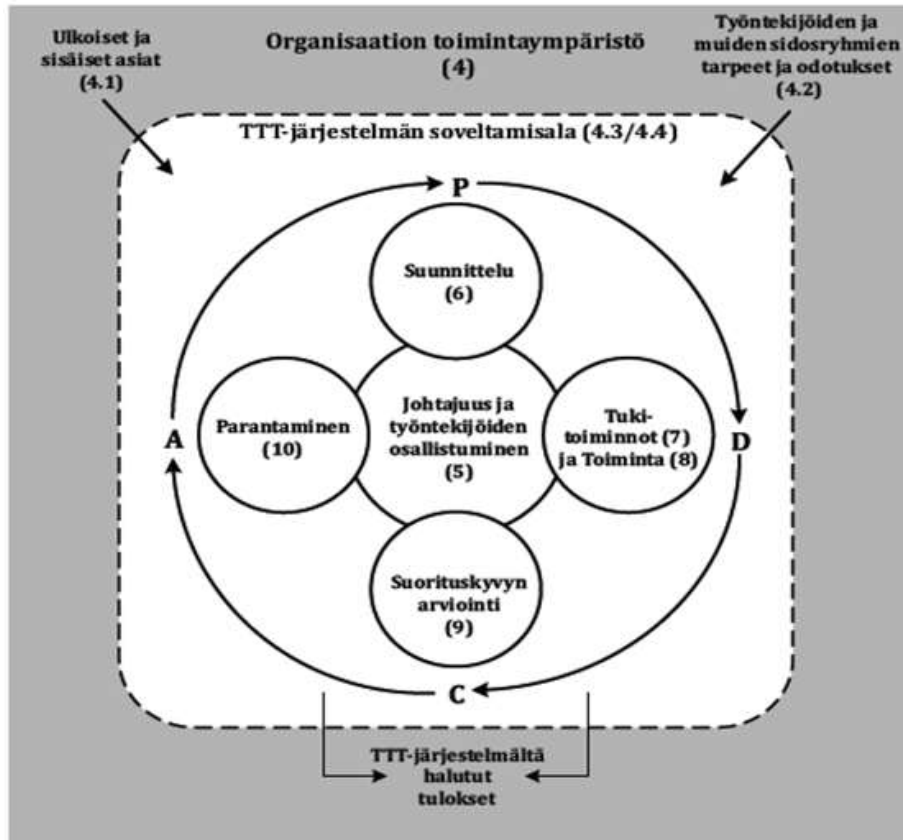 Ulkoiset ja
sisäiset asiat
(4.1)
Organisaation toimintaympäristö
(4)
Työntekijöiden ja
muiden sidosryhmien
tarpeet ja odotukset
(4.2)
TTT-järjestelmän soveltamisala (4.3/4.4)
P
Suunnittelu
(6)
A
Parantaminen
(10)
Johtajuus ja
työntekijöiden
osallistuminen
(5)
Tuki-
toiminnot (7)
ja Toiminta (8)
D
Suorituskyvyn
arviointi
(9)
C
TTT-järjestelmältä
halutut
tulokset